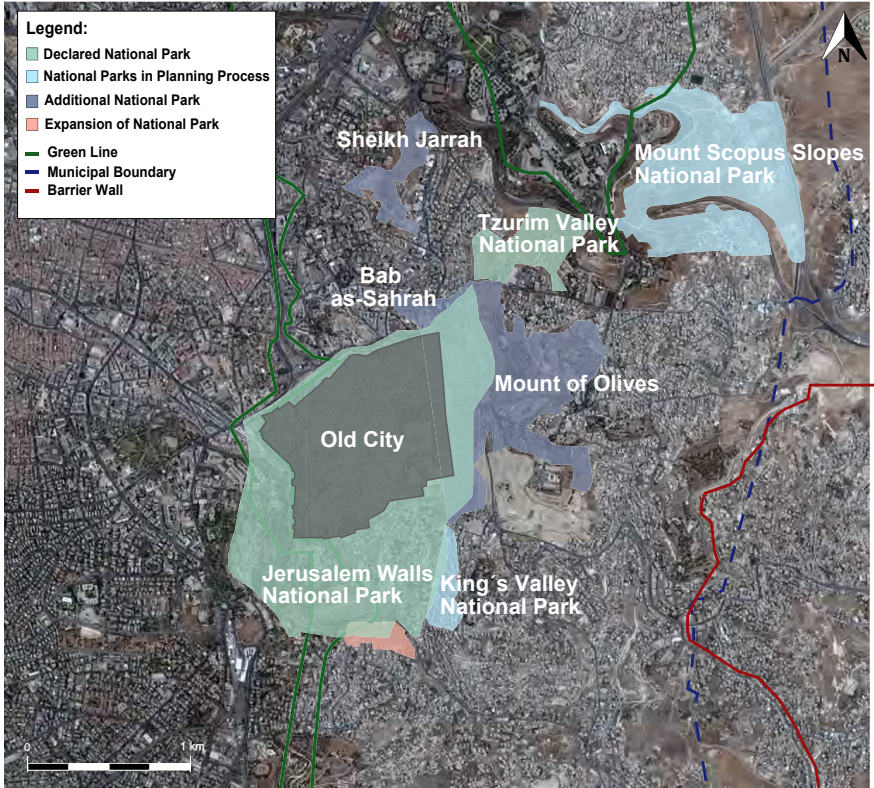 Legend:
Declared National Park
National Parks in Planning Process
Additional National Park
Expansion of National Park
Green Line
Municipal Boundary
Barrier Wall
N
Sheikh Jarrah
Mount Scopus Slopes
National Park
Tzurim Valley
National Park
Bab
as-Sahrah
Mount of Olives
Old City
Jerusalem Walls
National Park
King´s Valley
National Park
0 1 km